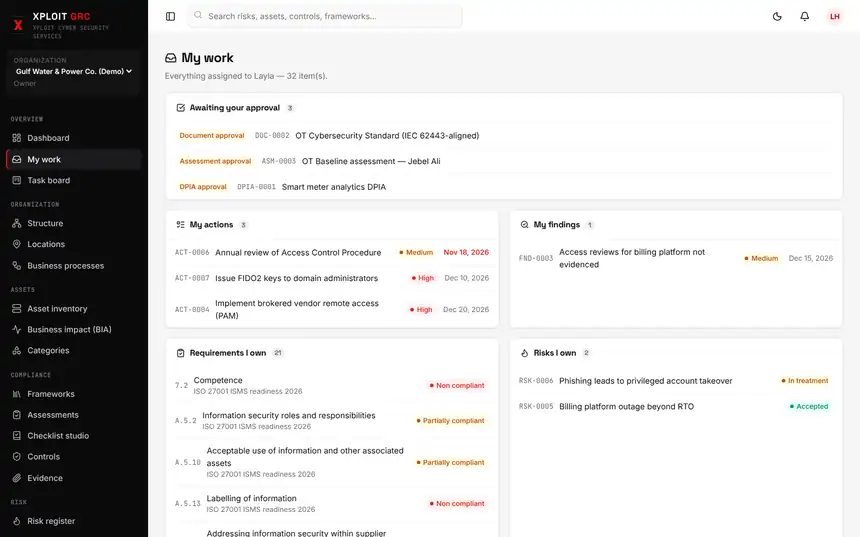 XPLOIT GRC
XPLOIT CYBER SECURITY
SERVICES
ORGANIZATION
Gulf Water & Power Co. (Demo)
Owner
OVERVIEW
Dashboard
My work
Task board
ORGANIZATION
Structure
Locations
Business processes
ASSETS
Asset inventory
Business impact (BIA)
Categories
COMPLIANCE
Frameworks
Assessments
Checklist studio
Controls
Evidence
RISK
Risk register
Search risks, assets, controls, frameworks...
LH
My work
Everything assigned to Layla — 32 item(s).
Awaiting your approval 3
Document approval DOC-0002 OT Cybersecurity Standard (IEC 62443-aligned)
Assessment approval ASM-0003 OT Baseline assessment — Jebel Ali
DPIA approval DPIA-0001 Smart meter analytics DPIA
My actions 3
ACT-0006 Annual review of Access Control Procedure Medium Nov 18, 2026
ACT-0007 Issue FIDO2 keys to domain administrators High Dec 10, 2026
ACT-0004 Implement brokered vendor remote access
(PAM) High Dec 20, 2026
My findings 1
FND-0003 Access reviews for billing platform not
evidenced Medium Dec 15, 2026
Requirements I own 21
7.2 Competence Non compliant
ISO 27001 ISMS readiness 2026
A.5.2 Information security roles and responsibilities Partially compliant
ISO 27001 ISMS readiness 2026
A.5.10 Acceptable use of information and other associated
assets Partially compliant
ISO 27001 ISMS readiness 2026
A.5.13 Labelling of information Non compliant
ISO 27001 ISMS readiness 2026
Addressing information security within supplier
Risks I own 2
RSK-0006 Phishing leads to privileged account takeover In treatment
RSK-0005 Billing platform outage beyond RTO Accepted